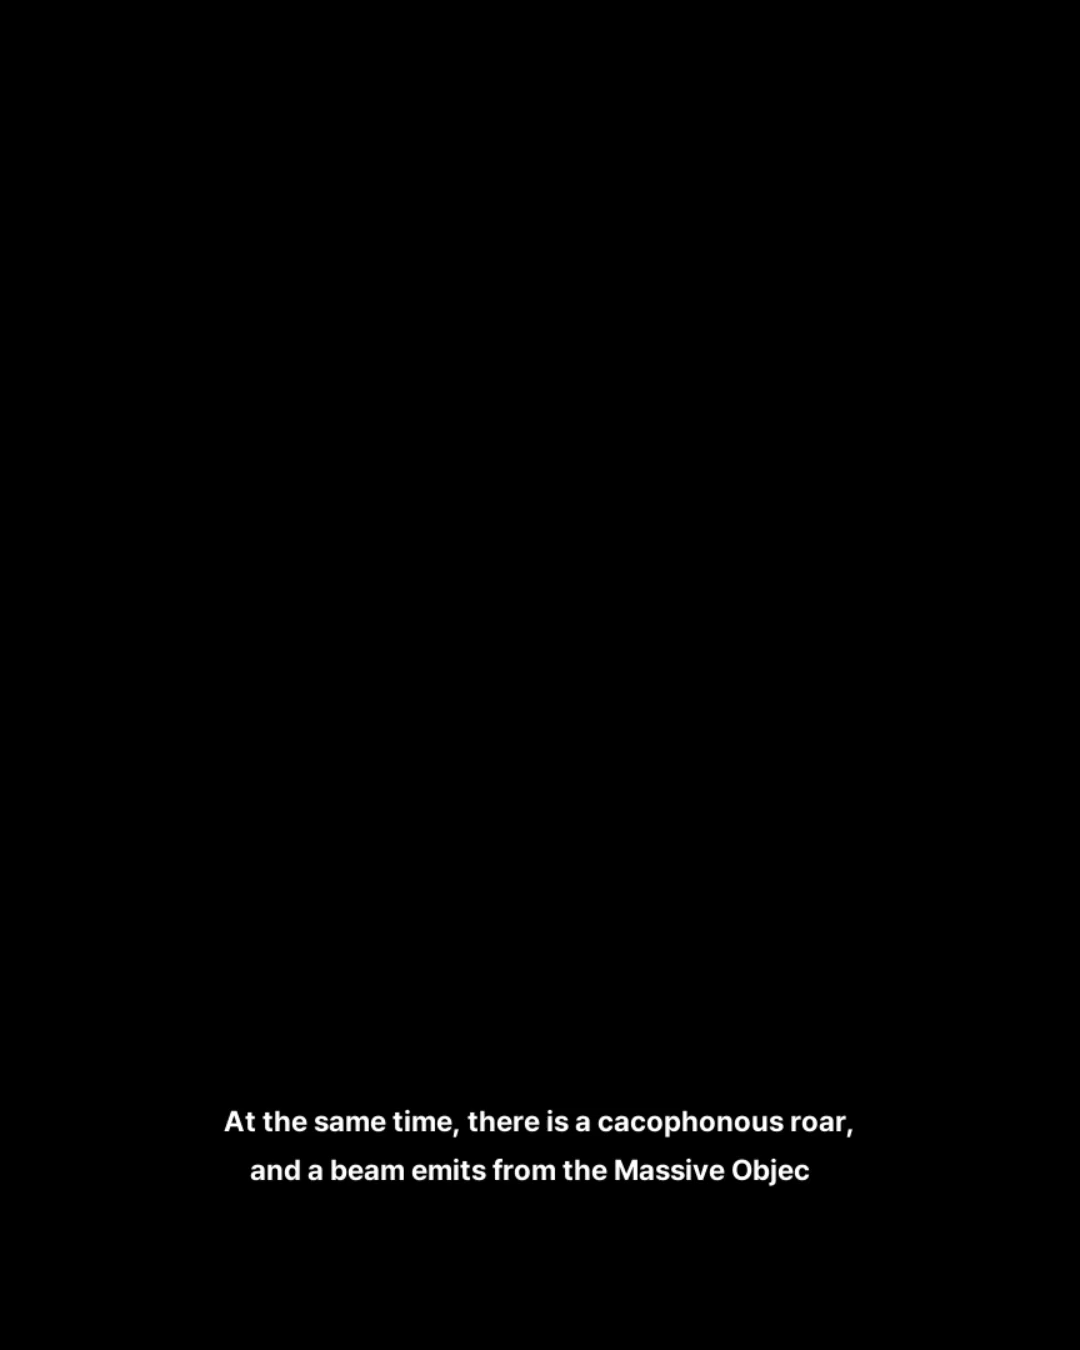 At the same time, there is a cacophonous roar,
and a beam emits from the Massive Objec